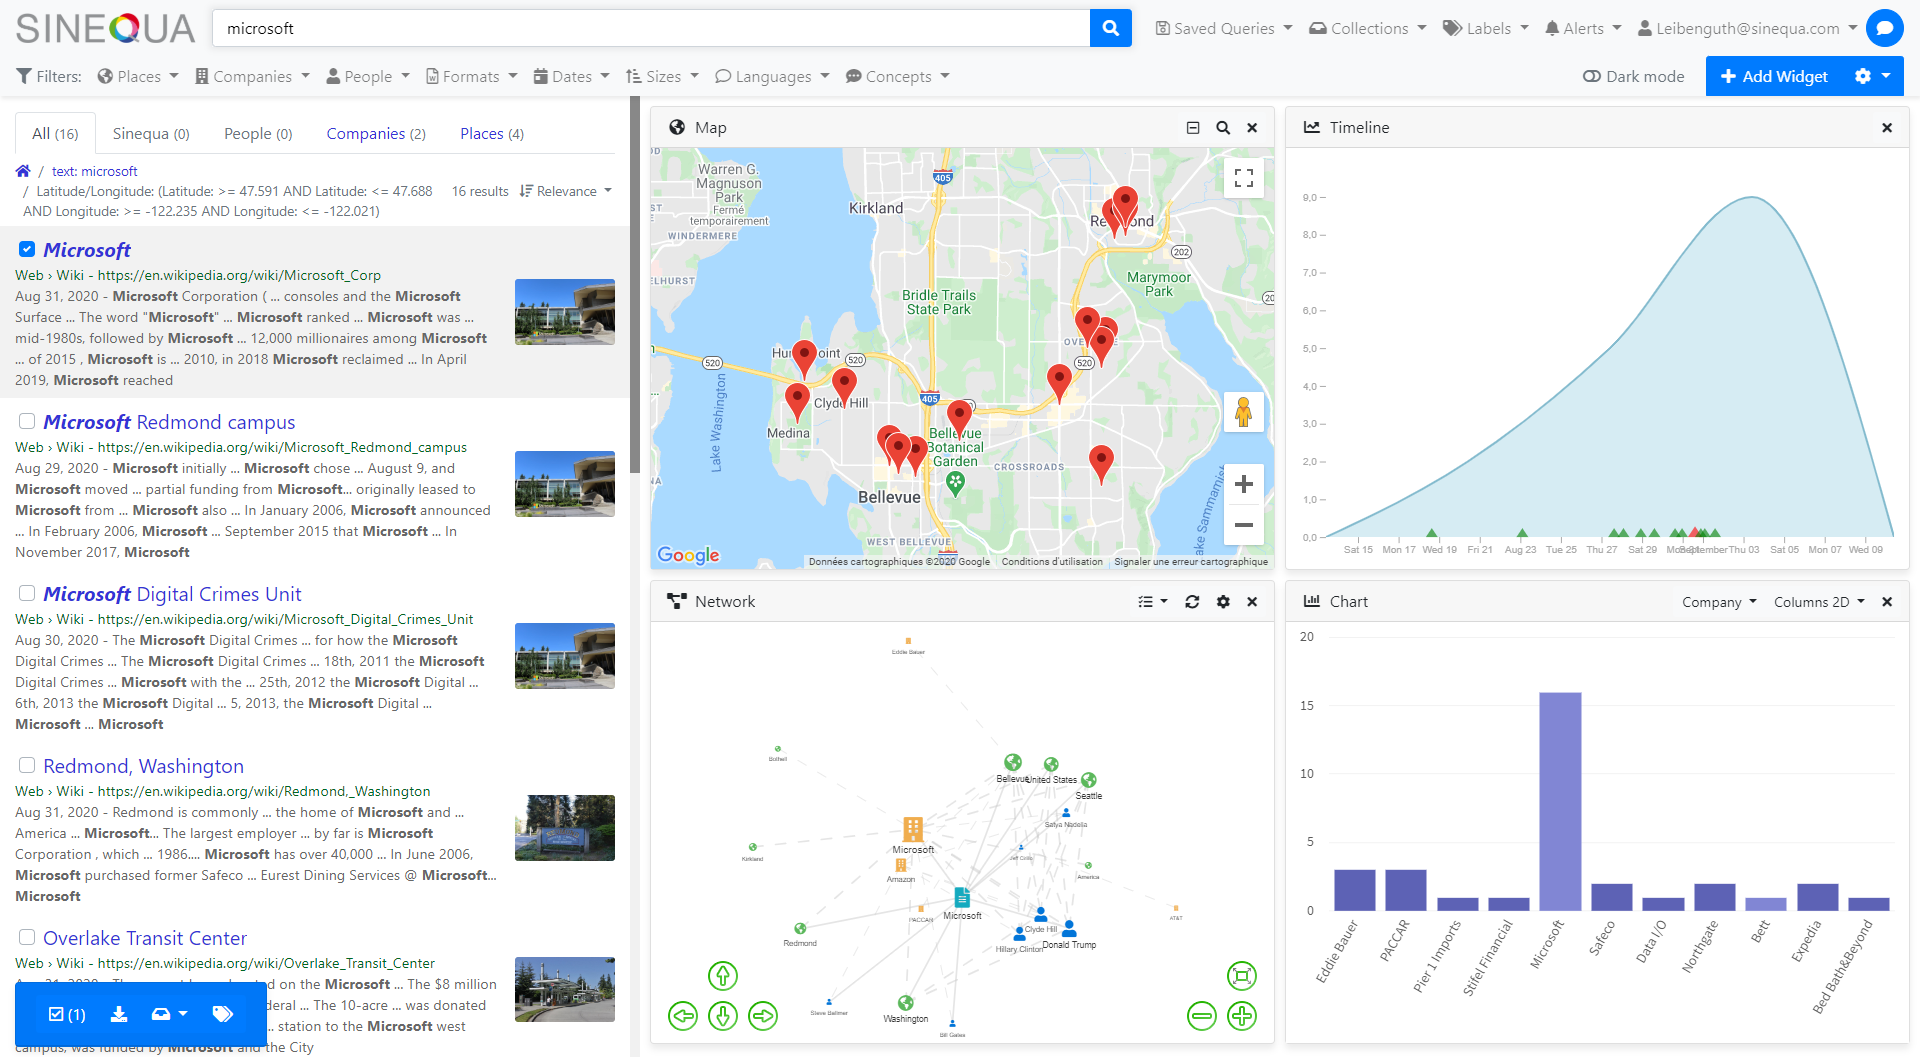 SINEQUA
microsoft
Saved Queries
Collections
Labels
Alerts
Leibenguth@sinequa.com
Filters:
Places
Companies
People
Formats
Dates
Sizes
Languages
Concepts
Dark mode
Add Widget
All (16)
Sinequa (0)
People (0)
Companies (2)
Places (4)
/ text: microsoft
/ Latitude/Longitude: (Latitude: >= 47.591 AND Latitude: <= 47.688
AND Longitude: >= -122.235 AND Longitude: <= -122.021)
16 results
Relevance
Microsoft
Web › Wiki - https://en.wikipedia.org/wiki/Microsoft_Corp
Aug 31, 2020 - Microsoft Corporation ( ... consoles and the Microsoft
Surface ... The word "Microsoft" ... Microsoft ranked ... Microsoft was ...
mid-1980s, followed by Microsoft ... 12,000 millionaires among Microsoft
... of 2015 , Microsoft is ... 2010, in 2018 Microsoft reclaimed ... In April
2019, Microsoft reached
Microsoft Redmond campus
Web › Wiki - https://en.wikipedia.org/wiki/Microsoft_Redmond_campus
Aug 29, 2020 - Microsoft initially ... Microsoft chose ... August 9, and
Microsoft moved ... partial funding from Microsoft... originally leased to
Microsoft from ... Microsoft also ... In January 2006, Microsoft announced
... In February 2006, Microsoft ... September 2015 that Microsoft ... In
November 2017, Microsoft
Microsoft Digital Crimes Unit
Web › Wiki - https://en.wikipedia.org/wiki/Microsoft_Digital_Crimes_Unit
Aug 30, 2020 - The Microsoft Digital Crimes ... for how the Microsoft
Digital Crimes ... The Microsoft Digital Crimes ... 18th, 2011 the Microsoft
Digital Crimes ... Microsoft with the ... 25th, 2012 the Microsoft Digital ...
6th, 2013 the Microsoft Digital ... 5, 2013, the Microsoft Digital ...
Microsoft ... Microsoft
Redmond, Washington
Web › Wiki - https://en.wikipedia.org/wiki/Redmond,_Washington
Aug 31, 2020 - Redmond is commonly ... the home of Microsoft and ...
America ... Microsoft... The largest employer ... by far is Microsoft
Corporation , which ... 1986.... Microsoft has over 40,000 ... In June 2006,
Microsoft purchased former Safeco ... Eurest Dining Services @ Microsoft...
Microsoft
Overlake Transit Center
Web › Wiki - https://en.wikipedia.org/wiki/Overlake_Transit_Center
on the Microsoft ... The $8 million
... The 10-acre ... was donated
... station to the Microsoft west
campus, was funded by Microsoft and the City
(1)
Map
Warren G.
Magnuson
Park
Fermé
temporairement
WINDERMERE
ELHURST
Kirkland
405
Redmond
202
Marymoor
Park
Bridle Trails
State Park
520
520
520
405
Clyde Hill
Medina
Lake Washington
Bellevue
Botanical
Garden
CROSSROADS
Bellevue
WEST BELLEVUE
ake Sammamis
Google
Données cartographiques ©2020 Google
Conditions d'utilisation
Signaler une erreur cartographique
Timeline
9,0
8,0
7,0
6,0
5,0
4,0
3,0
2,0
1,0
0,0
Sat 15
Mon 17
Wed 19
Fri 21
Aug 23
Tue 25
Thu 27
Sat 29
September
Thu 03
Sat 05
Mon 07
Wed 09
Network
Eddie Bauer
Bothell
Bellevue
United States
Seattle
Satya Nadella
Microsoft
Kirkland
Amazon
America
PACCAR
Microsoft
AT&T
Clyde Hill
Redmond
Hillary Clinton
Donald Trump
Steve Ballmer
Washington
Bill Gates
Chart
Company
Columns 2D
20
15
10
5
0
Eddie Bauer
PACCAR
Pier 1 Imports
Stifel Financial
Microsoft
Safeco
Data I/O
Northgate
Bett
Expedia
Bed Bath&Beyond